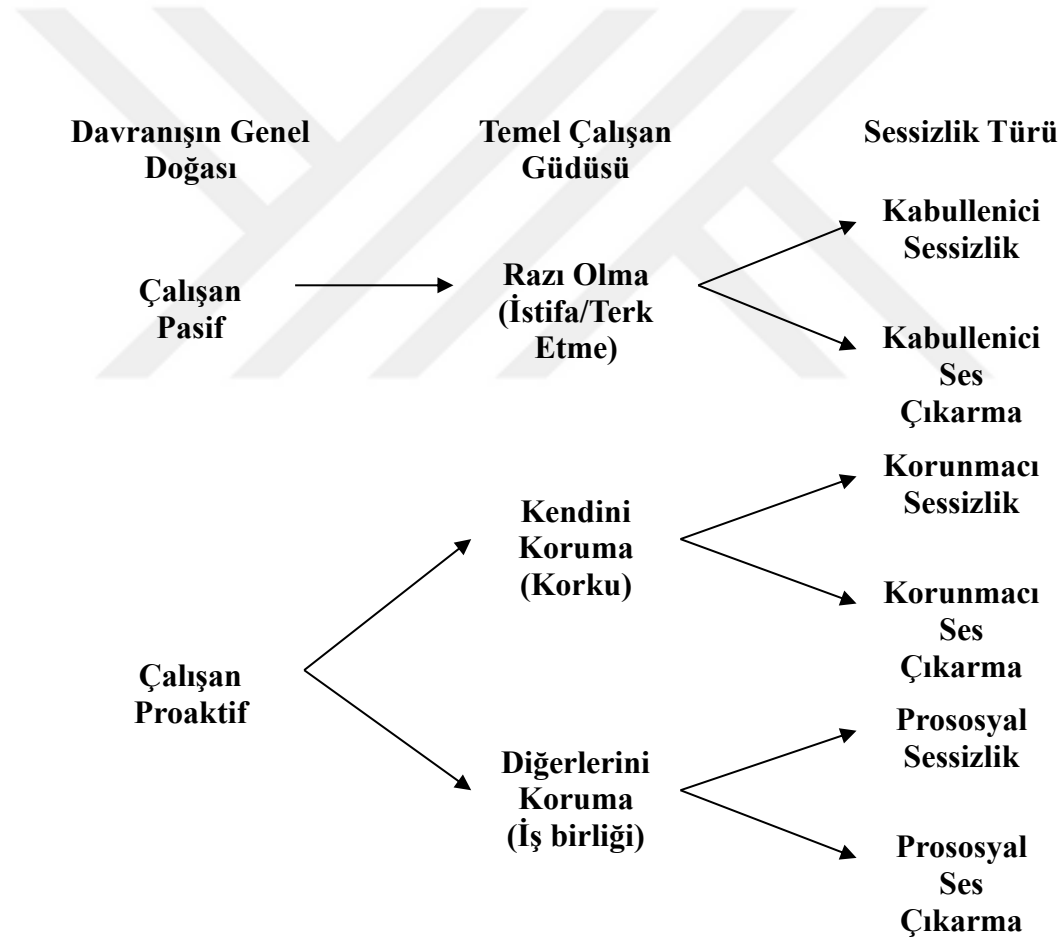 Davranışın Genel
Doğası
Temel Çalışan
Güdüsü
Sessizlik Türü
Kabullenici
Sessizlik
Çalışan
Pasif
Razı Olma
(İstifa/Terk
Etme)
Kabullenici
Ses
Çıkarma
Korunmacı
Sessizlik
Kendini
Koruma
(Korku)
Korunmacı
Ses
Çıkarma
Çalışan
Proaktif
Prososyal
Sessizlik
Diğerlerini
Koruma
(İş birliği)
Prososyal
Ses
Çıkarma